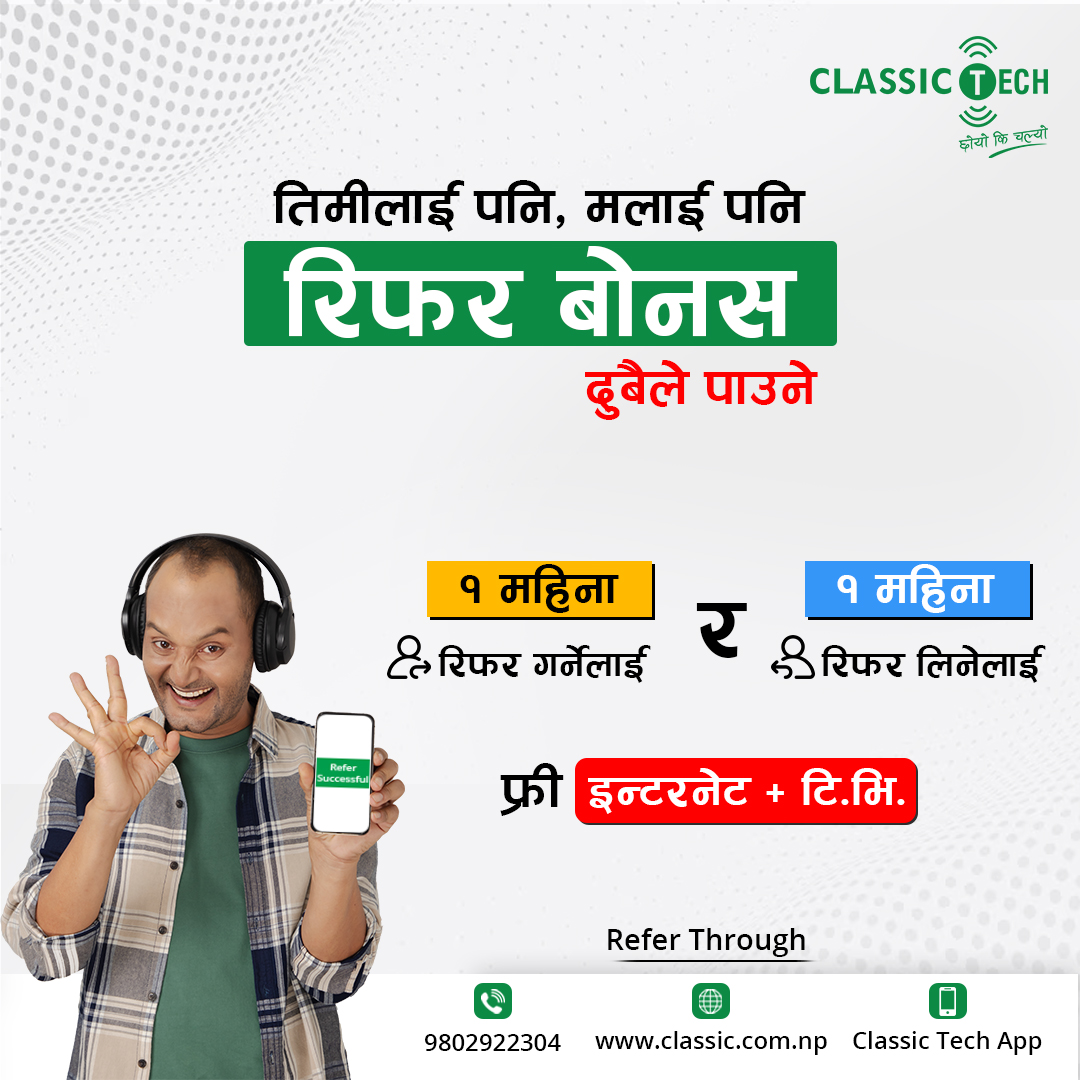 CLASSIC TECH
छोयो कि चल्यो
तिमीलाई पनि, मलाई पनि
रिफर बोनस
दुबैले पाउने
१ महिना
रिफर गर्नेलाई
र
१ महिना
रिफर लिनेलाई
फ्री इन्टरनेट + टि.भि.
Refer
Successful
Refer Through
9802922304
www.classic.com.np
Classic Tech App